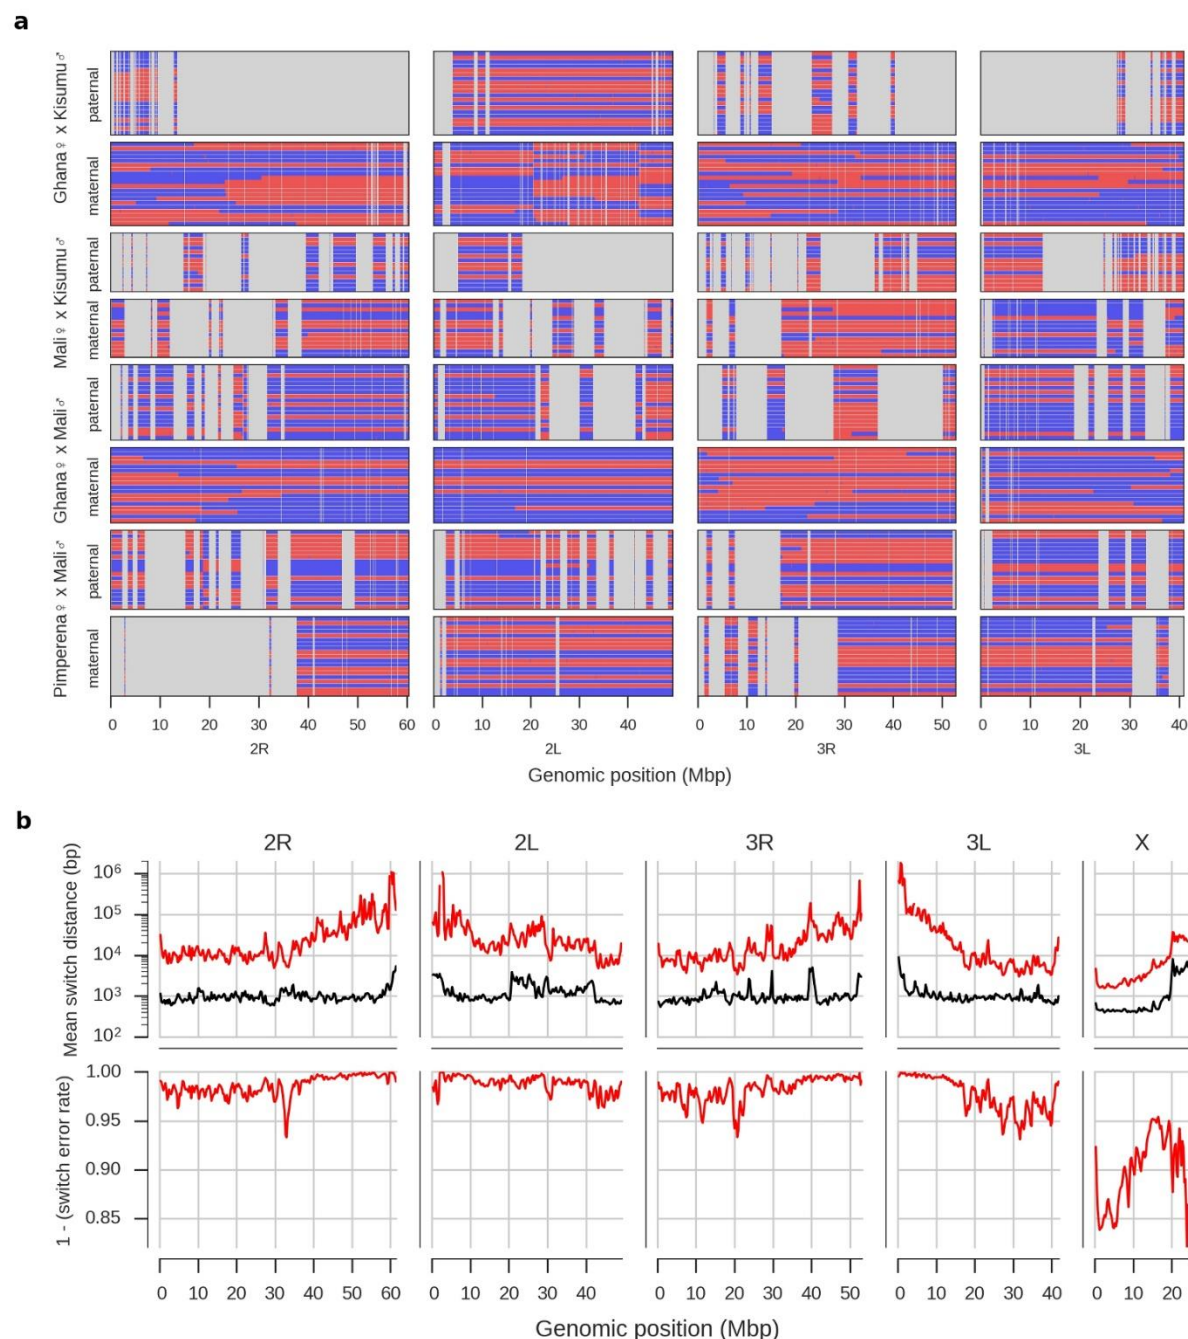 a
Ghana♀ x Kisumu♂
paternal
maternal
Mali♀ x Kisumu♂
paternal
maternal
Ghana♀ x Mali♂
paternal
maternal
Pimperena♀ x Mali♂
paternal
maternal
0 10 20 30 40 50 60
0 10 20 30 40
0 10 20 30 40 50
0 10 20 30 40
2R 2L 3R 3L
Genomic position (Mbp)
b
2R 2L 3R 3L X
Mean switch distance (bp)
10⁶
10⁵
10⁴
10³
10²
1 - (switch error rate)
1.00
0.95
0.90
0.85
0 10 20 30 40 50 60
0 10 20 30 40
0 10 20 30 40 50
0 10 20 30 40
0 10 20
Genomic position (Mbp)